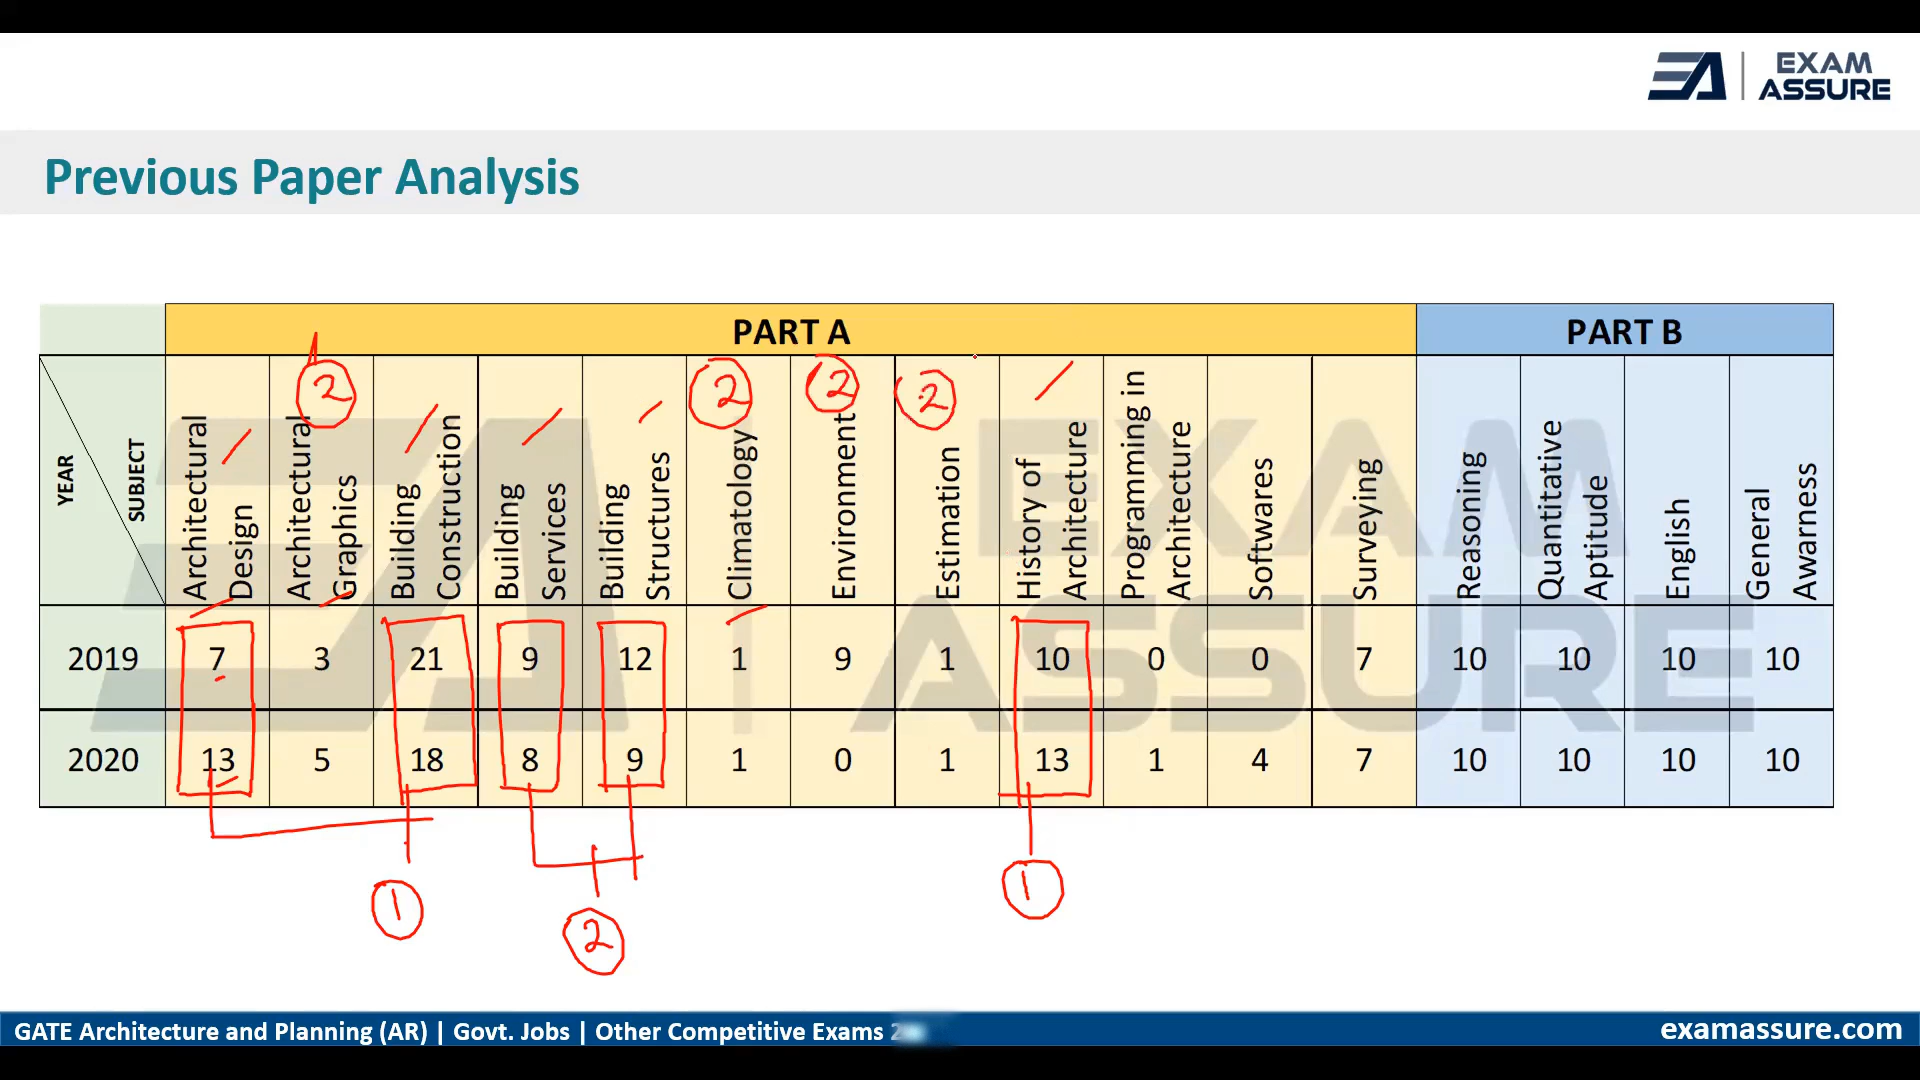 EXAM
ASSURE
Previous Paper Analysis
PART A
PART B
YEAR
SUBJECT
Architectural Design
Architectural Graphics
Building Construction
Building Services
Building Structures
Climatology
Environment
Estimation
History of Architecture
Programming in Architecture
Softwares
Surveying
Reasoning
Quantitative Aptitude
English
General Awarness
2
2
2
2
2019 7 3 21 9 12 1 9 1 10 0 0 7 10 10 10 10
2020 13 5 18 8 9 1 0 1 13 1 4 7 10 10 10 10
1
2
1
EXAM
ASSURE
GATE Architecture and Planning (AR) | Govt. Jobs | Other Competitive Exams
examassure.com